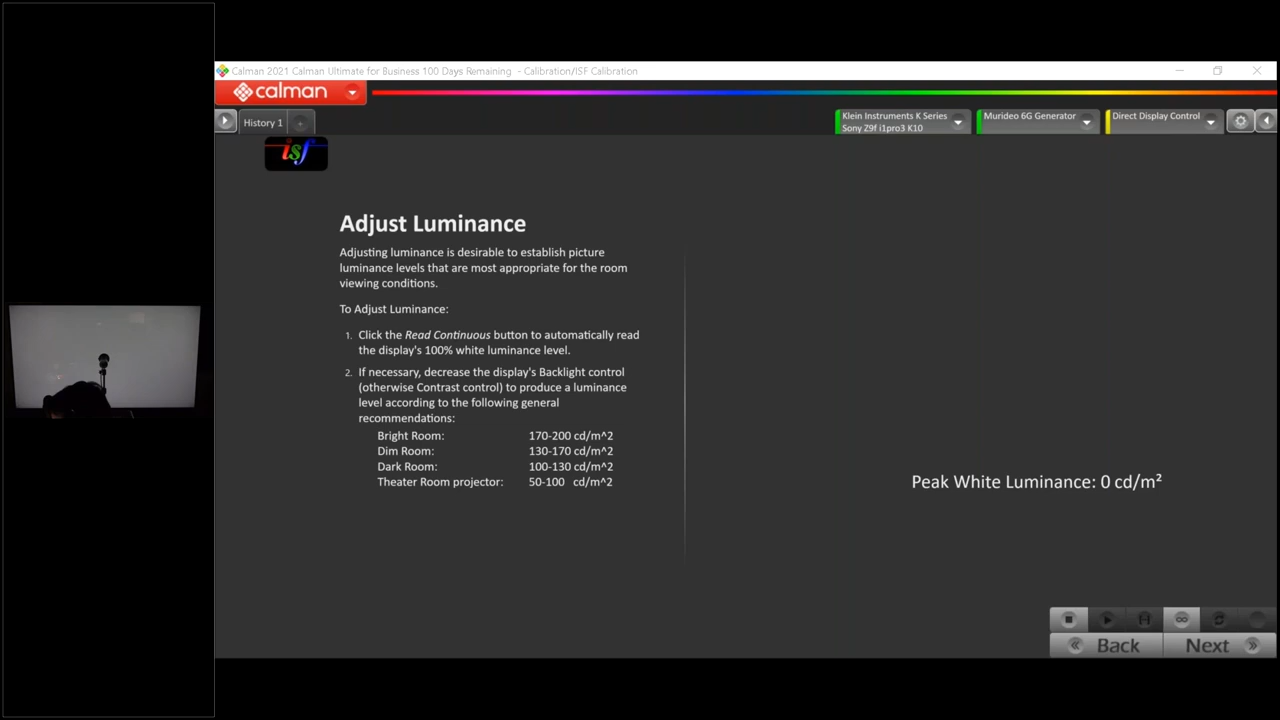 Calman 2021 Calman Ultimate for Business 100 Days Remaining - Calibration/ISF Calibration
calman
History 1
Klein Instruments K Series
Sony Z9f i1pro3 K10
Murideo 6G Generator
Direct Display Control
isf
Adjust Luminance
Adjusting luminance is desirable to establish picture
luminance levels that are most appropriate for the room
viewing conditions.
To Adjust Luminance:
1. Click the Read Continuous button to automatically read
the display's 100% white luminance level.
2. If necessary, decrease the display's Backlight control
(otherwise Contrast control) to produce a luminance
level according to the following general
recommendations:
Bright Room: 170-200 cd/m^2
Dim Room: 130-170 cd/m^2
Dark Room: 100-130 cd/m^2
Theater Room projector: 50-100 cd/m^2
Peak White Luminance: 0 cd/m²
Back
Next